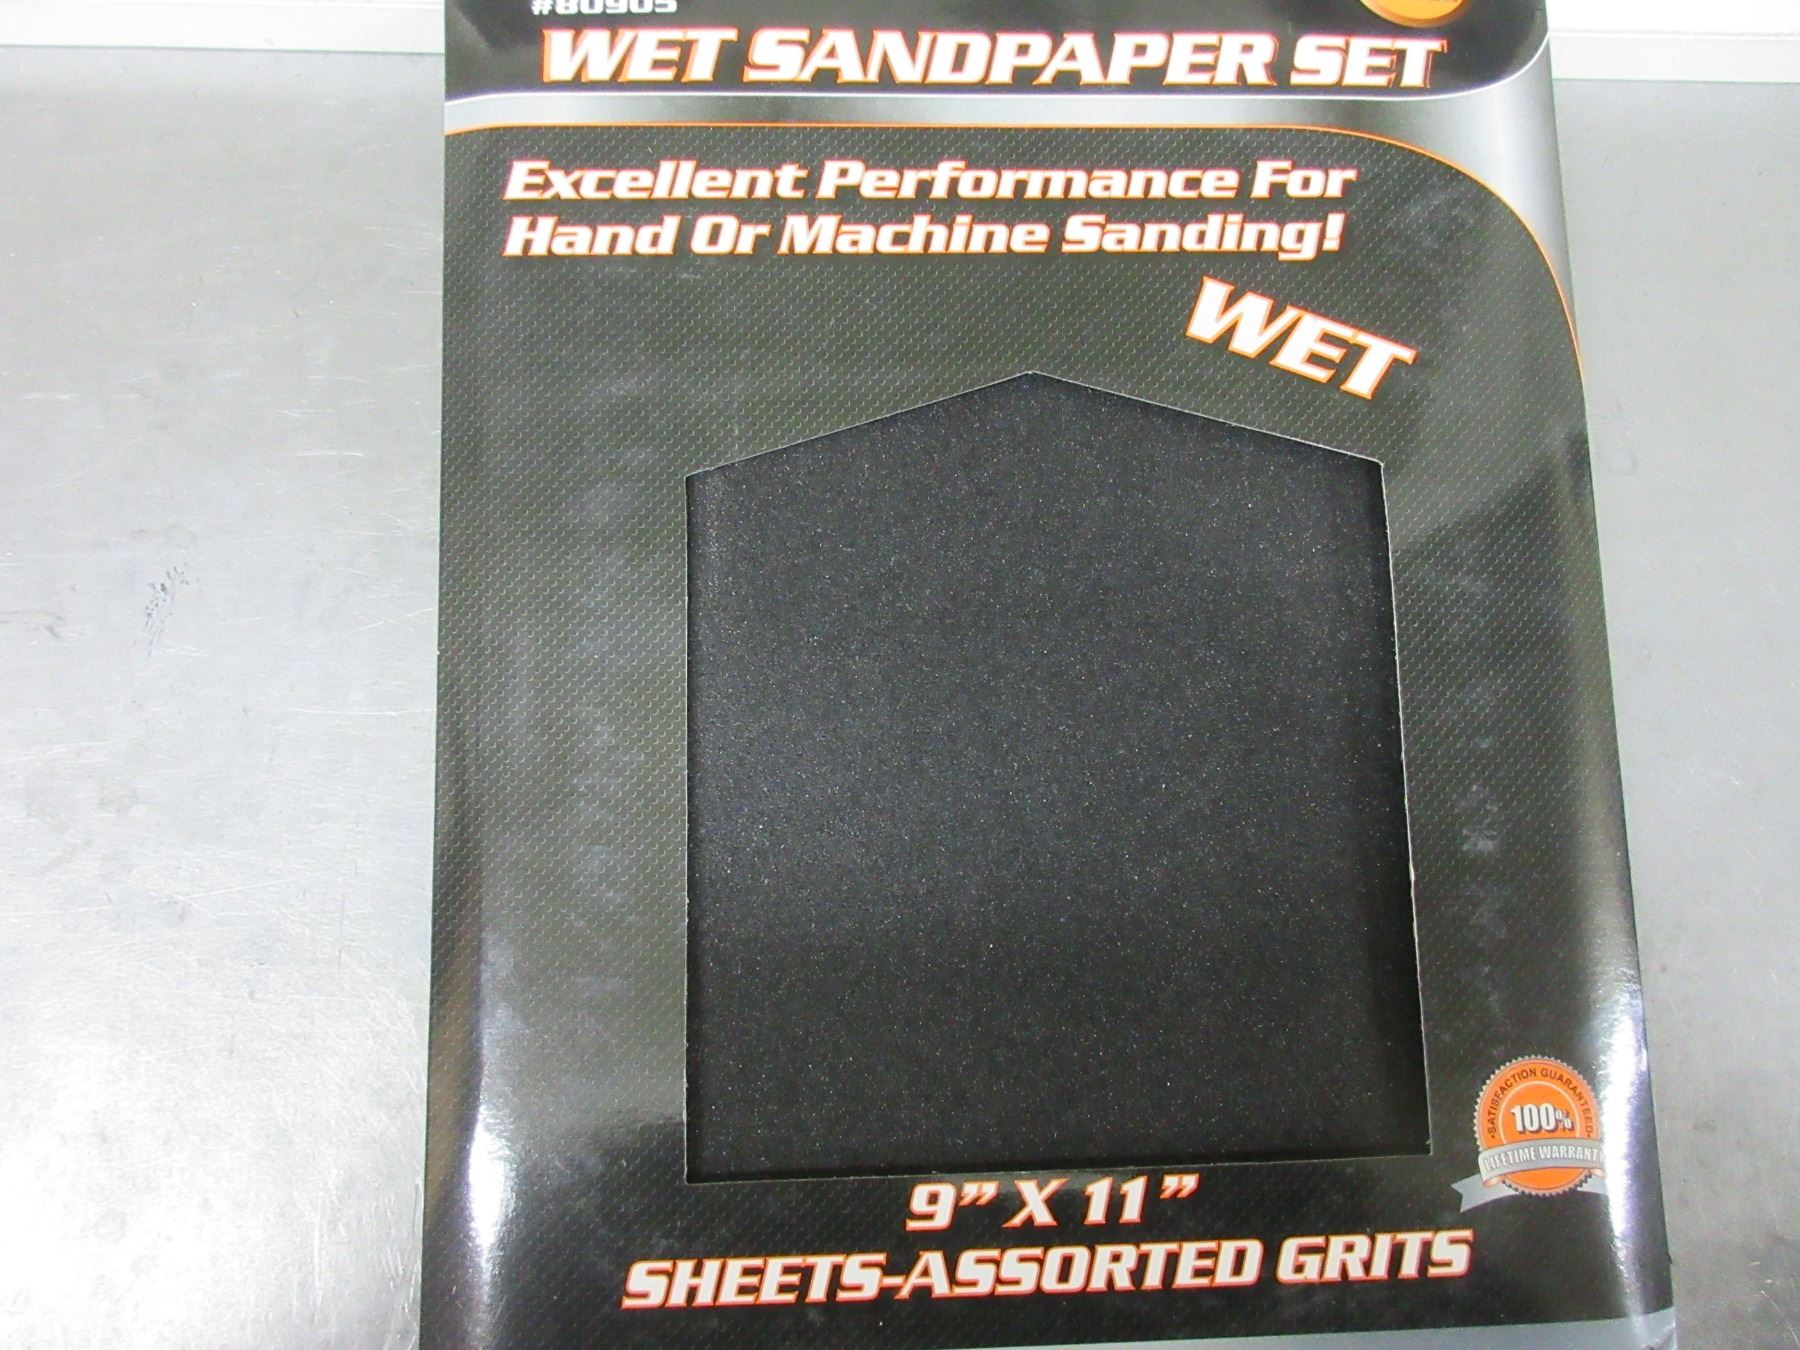 #80905
WET SANDPAPER SET
Excellent Performance For
Hand Or Machine Sanding!
WET
SATISFACTION GUARANTEED
100%
LIFETIME WARRANTY
9" X 11"
SHEETS-ASSORTED GRITS